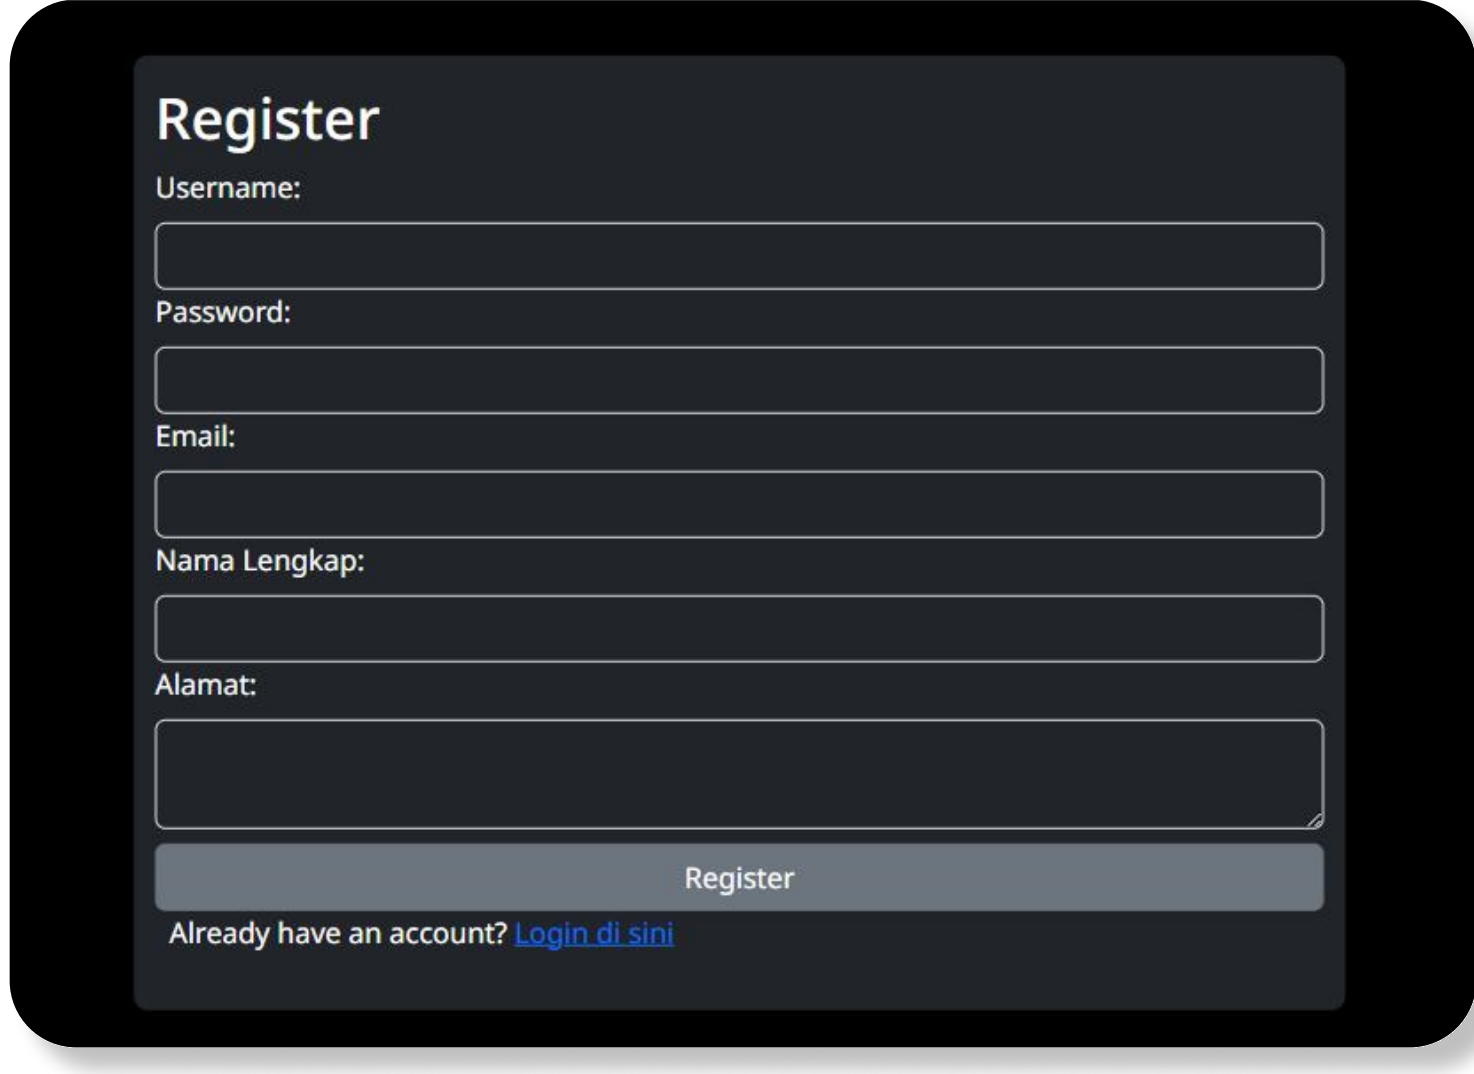 Register
Username:
Password:
Email:
Nama Lengkap:
Alamat:
Register
Already have an account? Login di sini